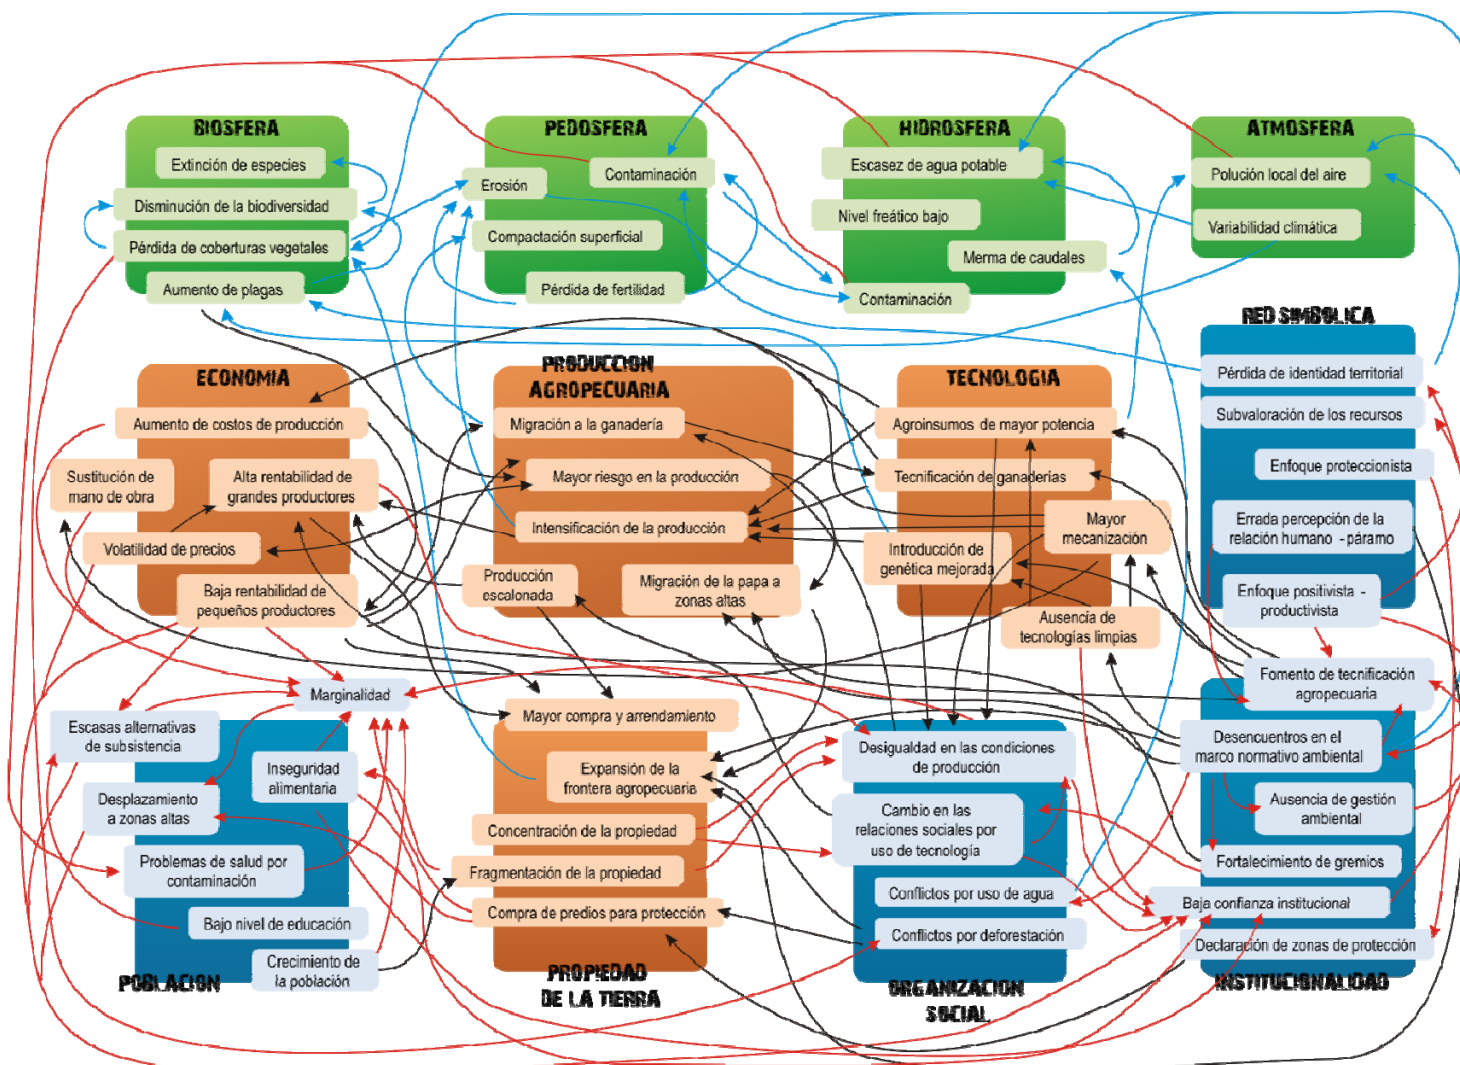 BIOSFERA
Extinción de especies
Disminución de la biodiversidad
Pérdida de coberturas vegetales
Aumento de plagas
PEDOSFERA
Contaminación
Erosión
Compactación superficial
Pérdida de fertilidad
HIDROSFERA
Escasez de agua potable
Nivel freático bajo
Merma de caudales
Contaminación
ATMOSFERA
Polución local del aire
Variabilidad climática
ECONOMIA
Aumento de costos de producción
Sustitución de
mano de obra
Alta rentabilidad de
grandes productores
Volatilidad de precios
Baja rentabilidad de
pequeños productores
PRODUCCION
AGROPECUARIA
Migración a la ganadería
Mayor riesgo en la producción
Intensificación de la producción
Producción
escalonada
Migración de la papa a
zonas altas
TECNOLOGIA
Agroinsumos de mayor potencia
Tecnificación de ganaderías
Mayor
mecanización
Introducción de
genética mejorada
Ausencia de
tecnologías limpias
RED SIMBOLICA
Pérdida de identidad territorial
Subvaloración de los recursos
Enfoque proteccionista
Errada percepción de la
relación humano - páramo
Enfoque positivista -
productivista
Marginalidad
Escasas alternativas
de subsistencia
Inseguridad
alimentaria
Desplazamiento
a zonas altas
Problemas de salud por
contaminación
Bajo nivel de educación
Crecimiento de
la población
POBLACION
Mayor compra y arrendamiento
Expansión de la
frontera agropecuaria
Concentración de la propiedad
Fragmentación de la propiedad
Compra de predios para protección
PROPIEDAD
DE LA TIERRA
Desigualdad en las condiciones
de producción
Cambio en las
relaciones sociales por
uso de tecnología
Conflictos por uso de agua
Conflictos por deforestación
ORGANIZACION
SOCIAL
Fomento de tecnificación
agropecuaria
Desencuentros en el
marco normativo ambiental
Ausencia de gestión
ambiental
Fortalecimiento de gremios
Baja confianza institucional
Declaración de zonas de protección
INSTITUCIONALIDAD